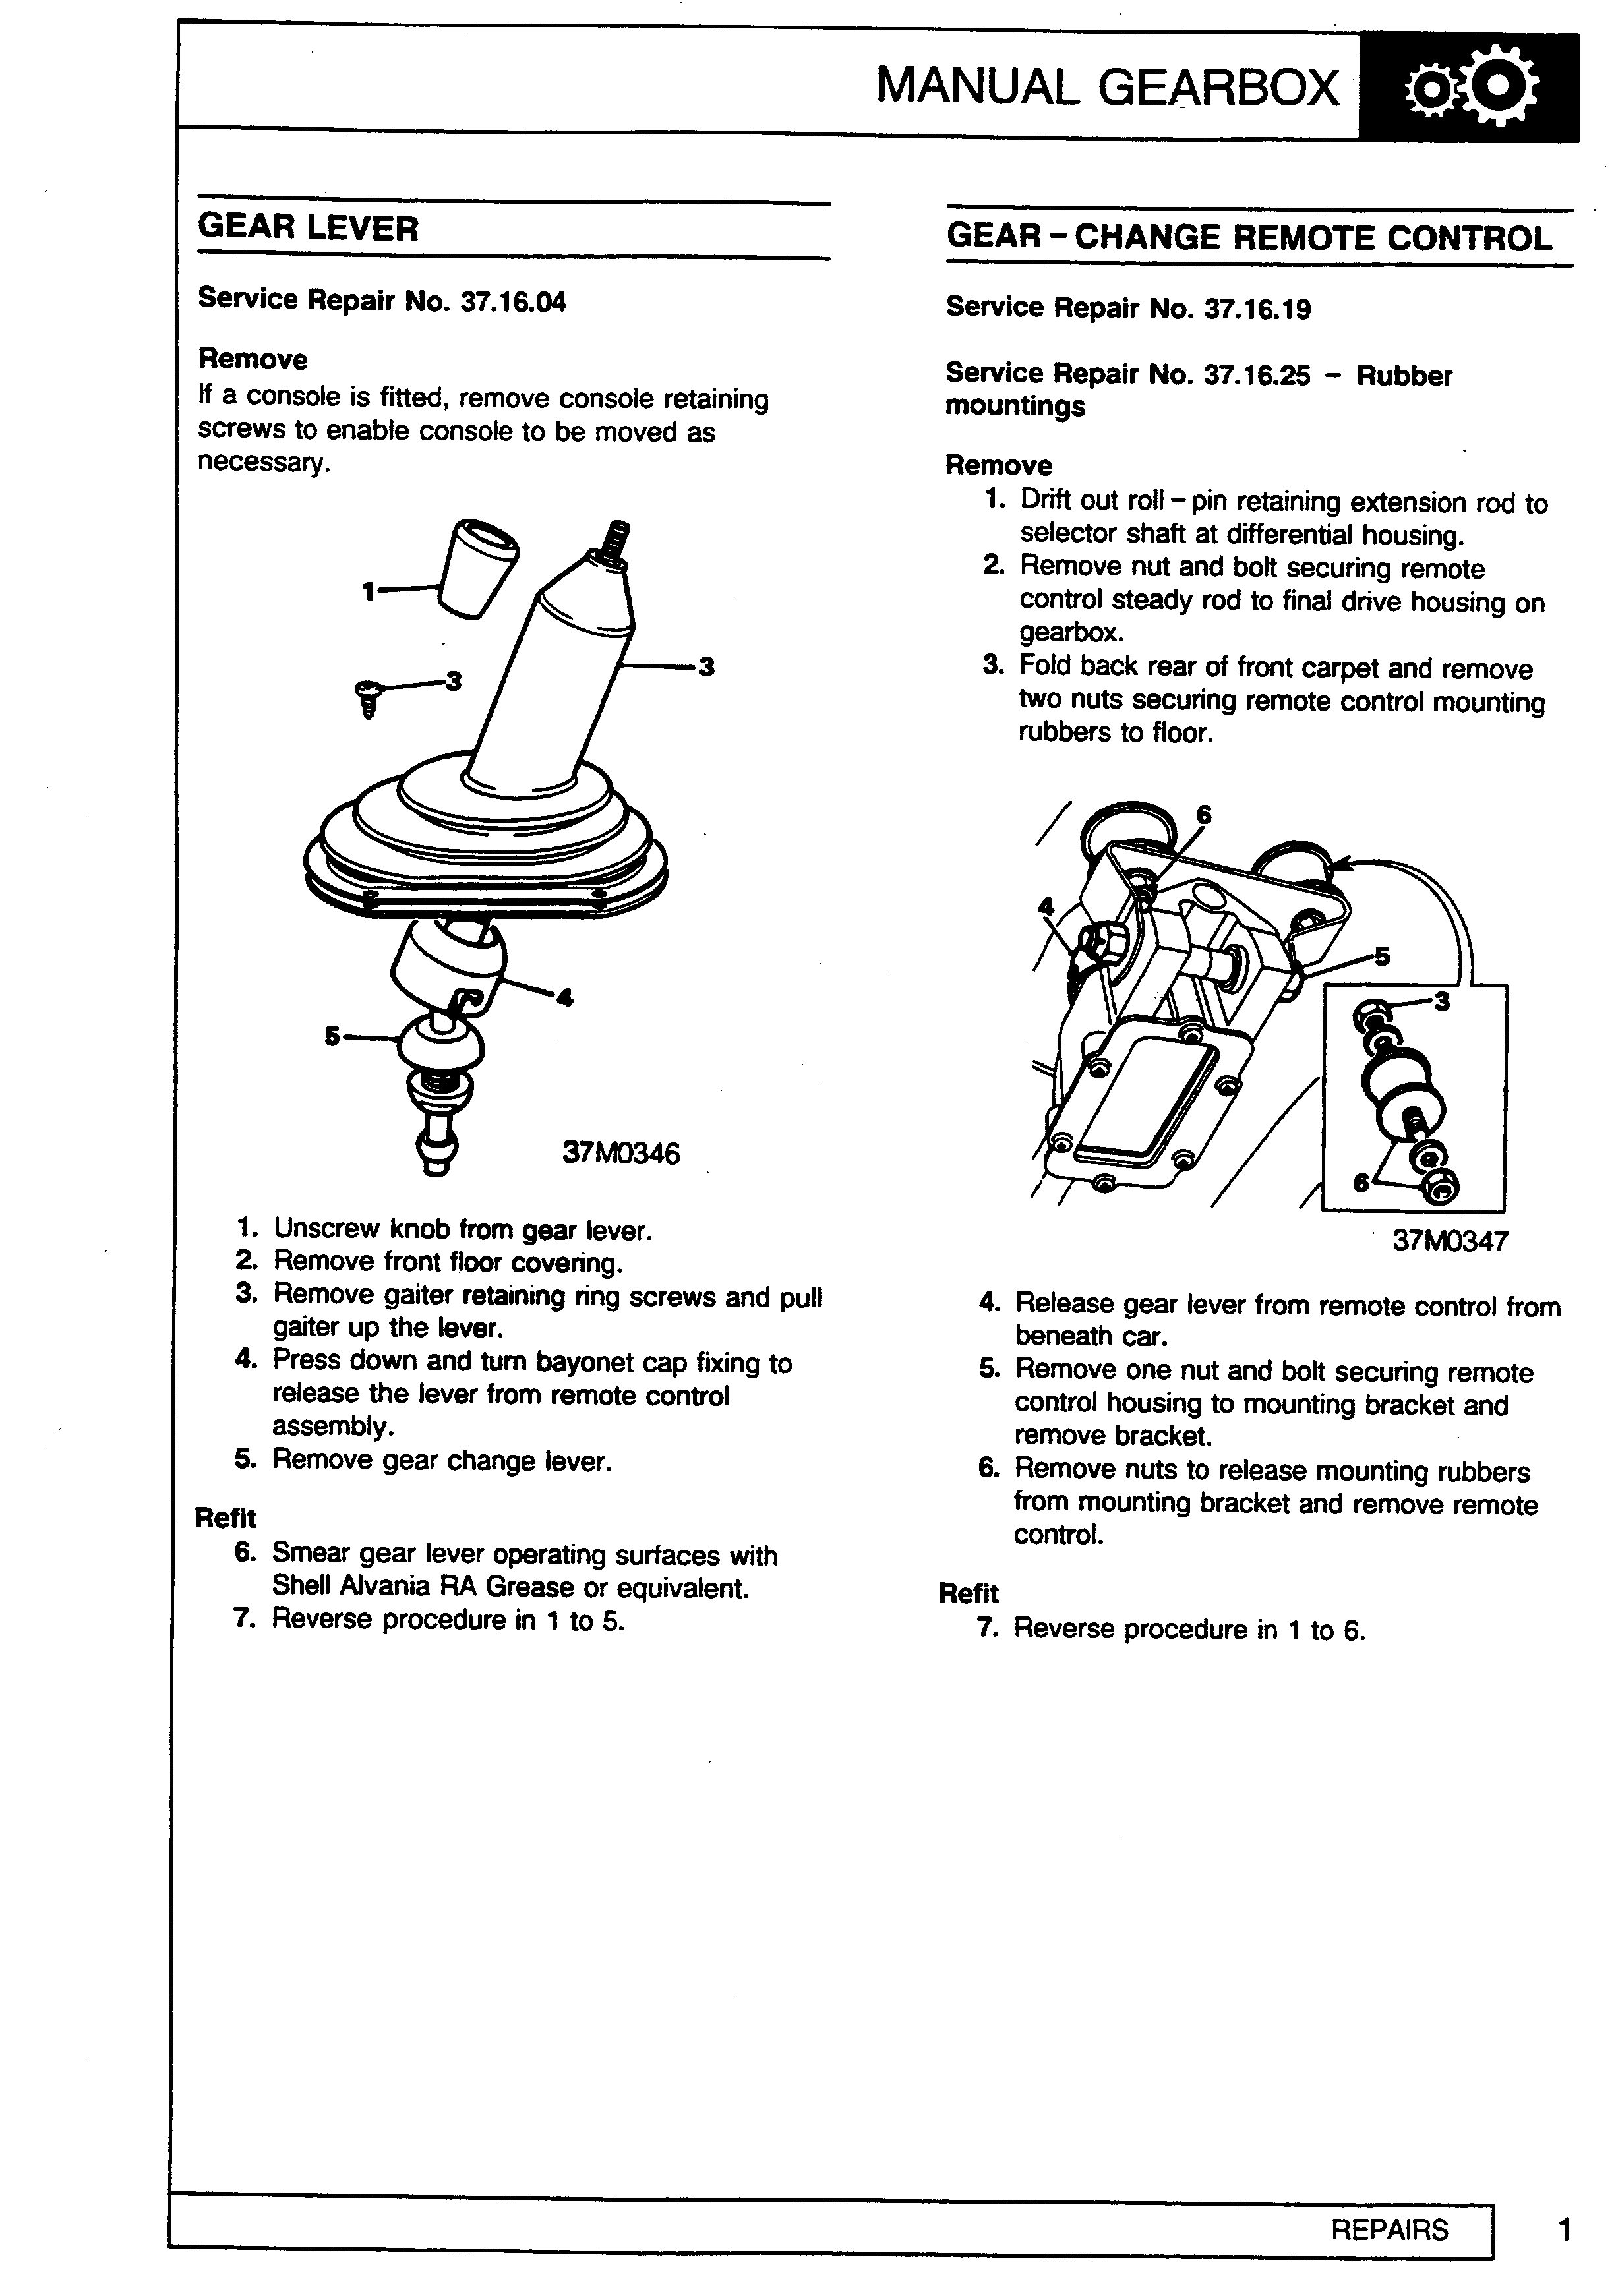 MANUAL GEARBOX
GEAR LEVER
Service Repair No. 37.16.04
Remove
If a console is fitted, remove console retaining
screws to enable console to be moved as
necessary.
1
3
3
4
5
37M0346
1. Unscrew knob from gear lever.
2. Remove front floor covering.
3. Remove gaiter retaining ring screws and pull
gaiter up the lever.
4. Press down and turn bayonet cap fixing to
release the lever from remote control
assembly.
5. Remove gear change lever.
Refit
6. Smear gear lever operating surfaces with
Shell Alvania RA Grease or equivalent.
7. Reverse procedure in 1 to 5.
GEAR – CHANGE REMOTE CONTROL
Service Repair No. 37.16.19
Service Repair No. 37.16.25 – Rubber
mountings
Remove
1. Drift out roll – pin retaining extension rod to
selector shaft at differential housing.
2. Remove nut and bolt securing remote
control steady rod to final drive housing on
gearbox.
3. Fold back rear of front carpet and remove
two nuts securing remote control mounting
rubbers to floor.
6
4
5
3
6
37M0347
4. Release gear lever from remote control from
beneath car.
5. Remove one nut and bolt securing remote
control housing to mounting bracket and
remove bracket.
6. Remove nuts to release mounting rubbers
from mounting bracket and remove remote
control.
Refit
7. Reverse procedure in 1 to 6.
REPAIRS
1